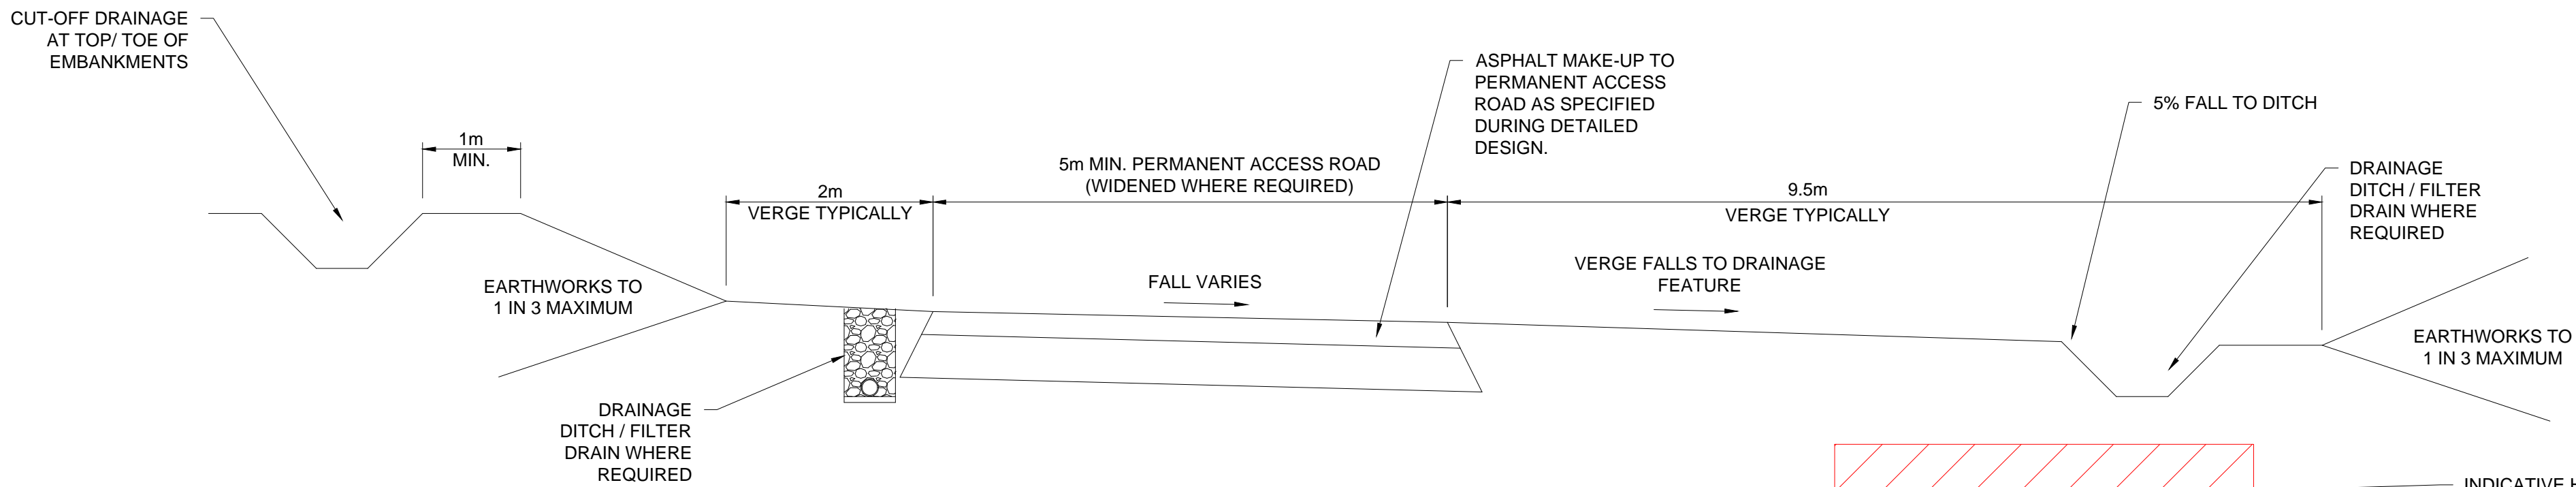 CUT-OFF DRAINAGE
AT TOP/ TOE OF
EMBANKMENTS
1m
MIN.
EARTHWORKS TO
1 IN 3 MAXIMUM
2m
VERGE TYPICALLY
DRAINAGE
DITCH / FILTER
DRAIN WHERE
REQUIRED
5m MIN. PERMANENT ACCESS ROAD
(WIDENED WHERE REQUIRED)
FALL VARIES
ASPHALT MAKE-UP TO
PERMANENT ACCESS
ROAD AS SPECIFIED
DURING DETAILED
DESIGN.
9.5m
VERGE TYPICALLY
VERGE FALLS TO DRAINAGE
FEATURE
5% FALL TO DITCH
DRAINAGE
DITCH / FILTER
DRAIN WHERE
REQUIRED
EARTHWORKS TO
1 IN 3 MAXIMUM
INDICATIVE